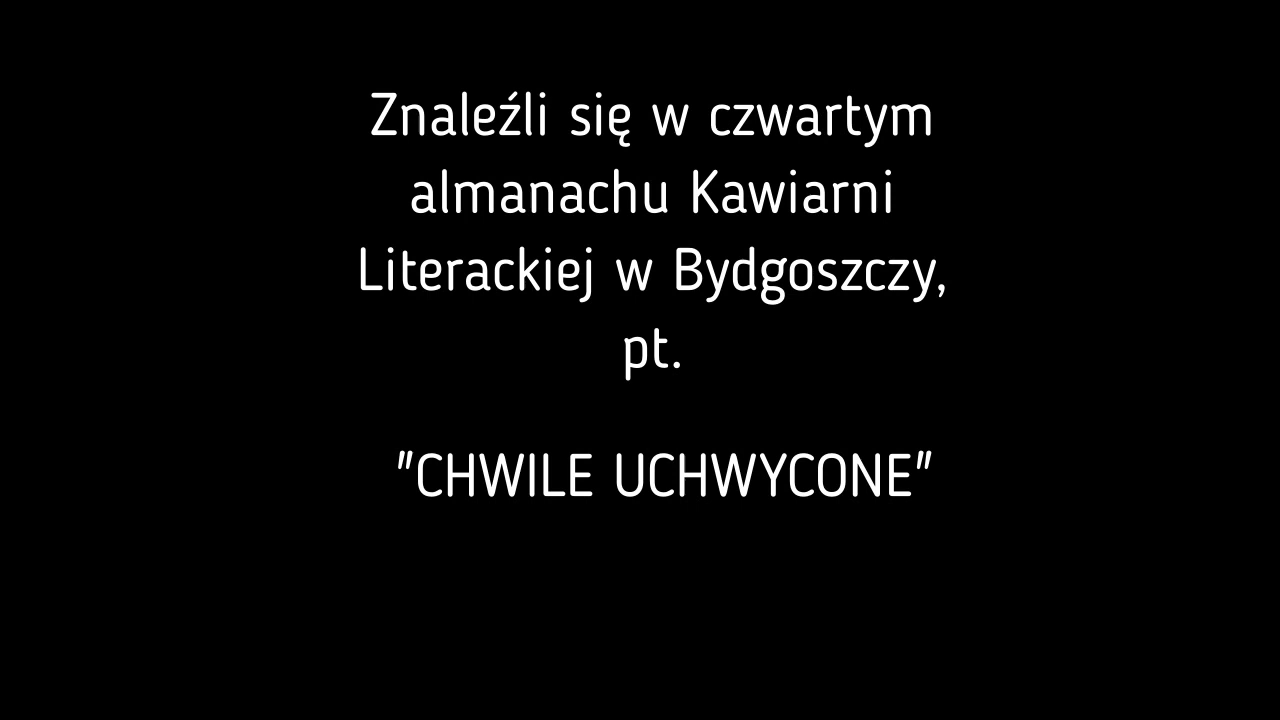 Znaleźli się w czwartym
almanachu Kawiarni
Literackiej w Bydgoszczy,
pt.
"CHWILE UCHWYCONE"